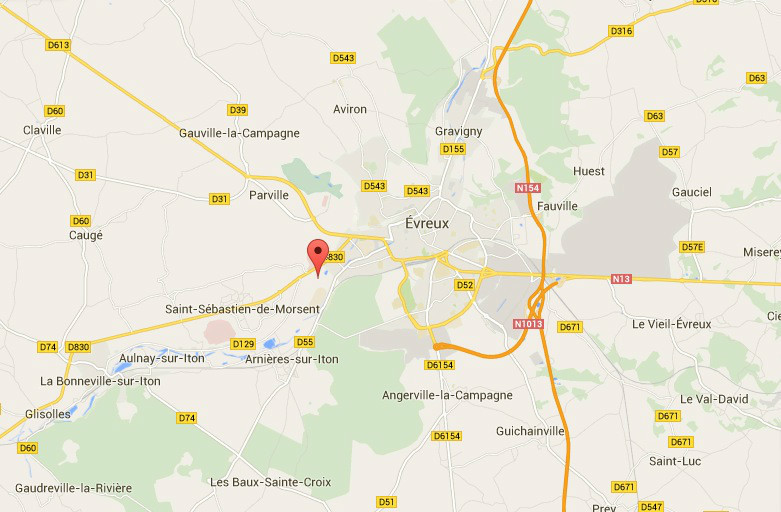 D316
D316
D613
D543
D63
D60
D39
Aviron
D63
Claville
Gauville-la-Campagne
Gravigny
D155
D57
D31
Huest
D543
D543
N154
Gauciel
D31
Parville
Fauville
D60
Évreux
Caugé
D57E
Miserey
D830
N13
D52
Saint-Sébastien-de-Morsent
N1013
D671
Le Vieil-Évreux
D74
D830
D129
D55
Aulnay-sur-Iton
Arnières-sur-Iton
D6154
La Bonneville-sur-Iton
Angerville-la-Campagne
Le Val-David
Glisolles
D74
D671
Guichainville
D60
D6154
D671
Saint-Luc
Gaudreville-la-Rivière
Les Baux-Sainte-Croix
D671
D51
Prey
D547